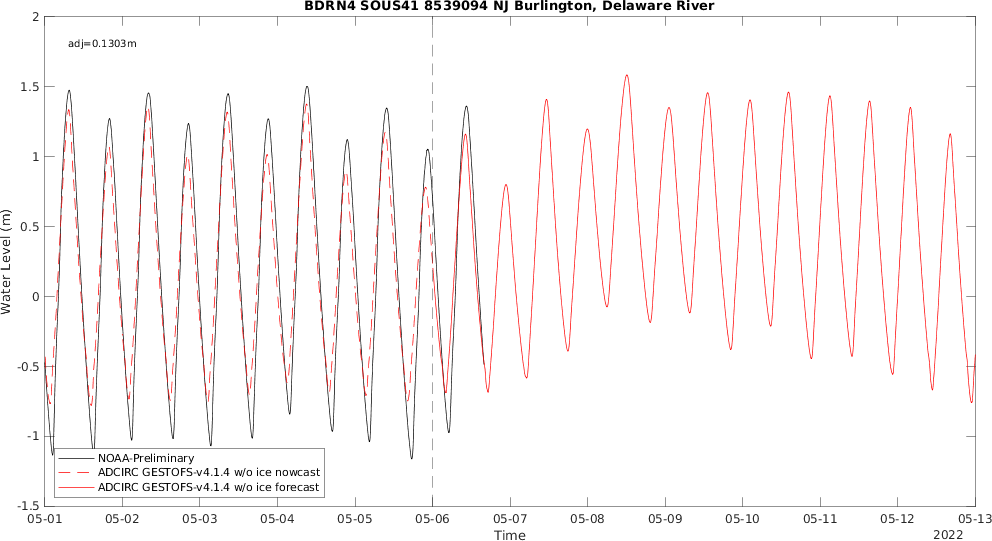 BDRN4 SOUS41 8539094 NJ Burlington, Delaware River
2
adj=0.1303m
1.5
1
0.5
0
-0.5
-1
-1.5
Water Level (m)
NOAA-Preliminary
ADCIRC GESTOFS-v4.1.4 w/o ice nowcast
ADCIRC GESTOFS-v4.1.4 w/o ice forecast
05-01 05-02 05-03 05-04 05-05 05-06 05-07 05-08 05-09 05-10 05-11 05-12 05-13
Time
2022